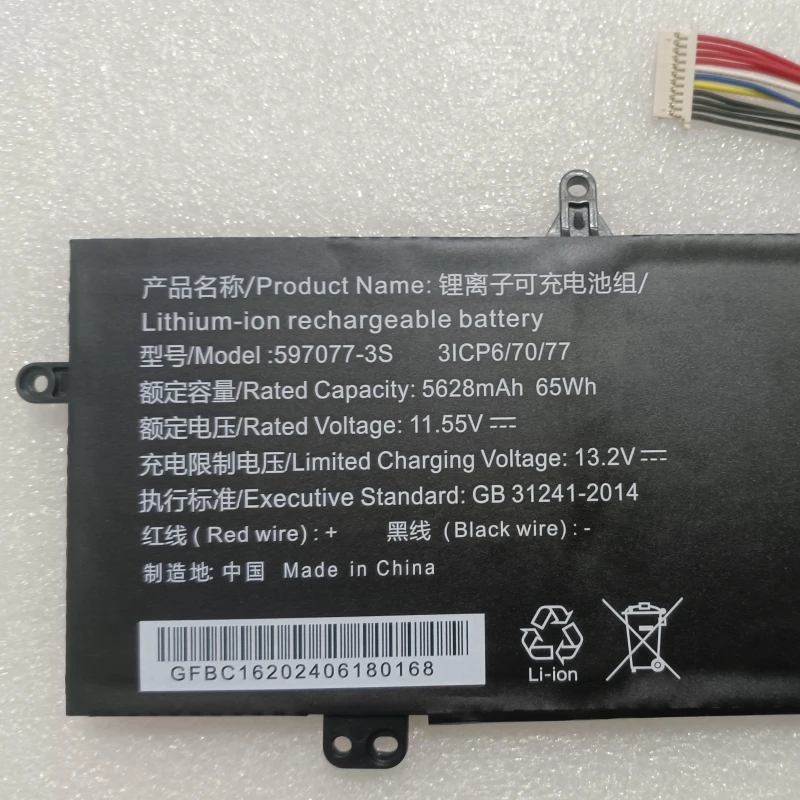 产品名称/Product Name: 锂离子可充电池组/
Lithium-ion rechargeable battery
型号/Model :597077-3S 3ICP6/70/77
额定容量/Rated Capacity: 5628mAh 65Wh
额定电压/Rated Voltage: 11.55V ⎓
充电限制电压/Limited Charging Voltage: 13.2V ⎓
执行标准/Executive Standard: GB 31241-2014
红线 ( Red wire) : + 黑线 (Black wire) : -
制造地: 中国 Made in China
GFBC16202406180168
Li-ion